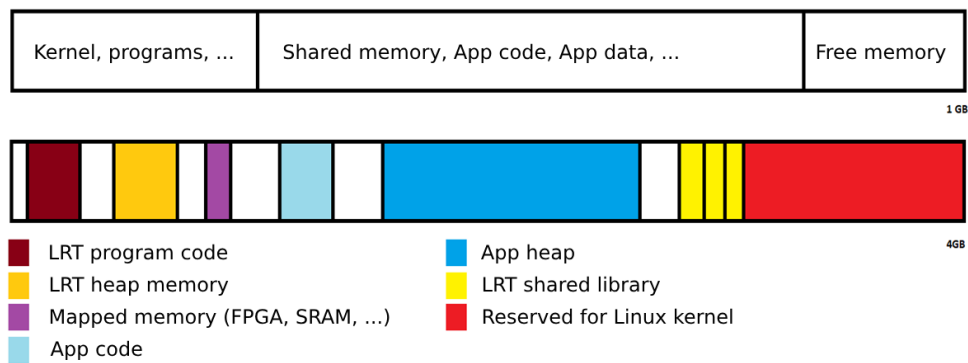 Kernel, programs, ...
Shared memory, App code, App data, ...
Free memory
1 GB
4GB
LRT program code
LRT heap memory
Mapped memory (FPGA, SRAM, ...)
App code
App heap
LRT shared library
Reserved for Linux kernel